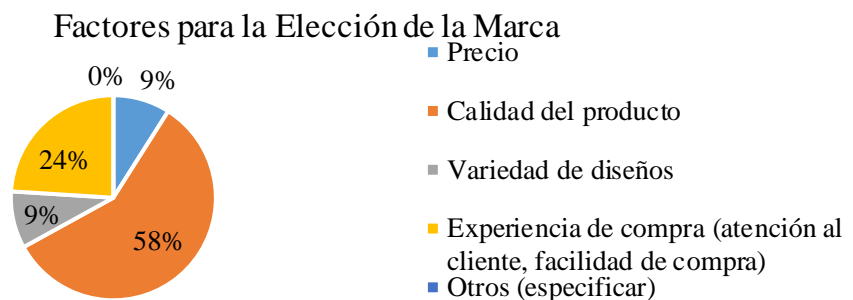 Factores para la Elección de la Marca
0%
9%
24%
9%
58%
Precio
Calidad del producto
Variedad de diseños
Experiencia de compra (atención al
cliente, facilidad de compra)
Otros (especificar)